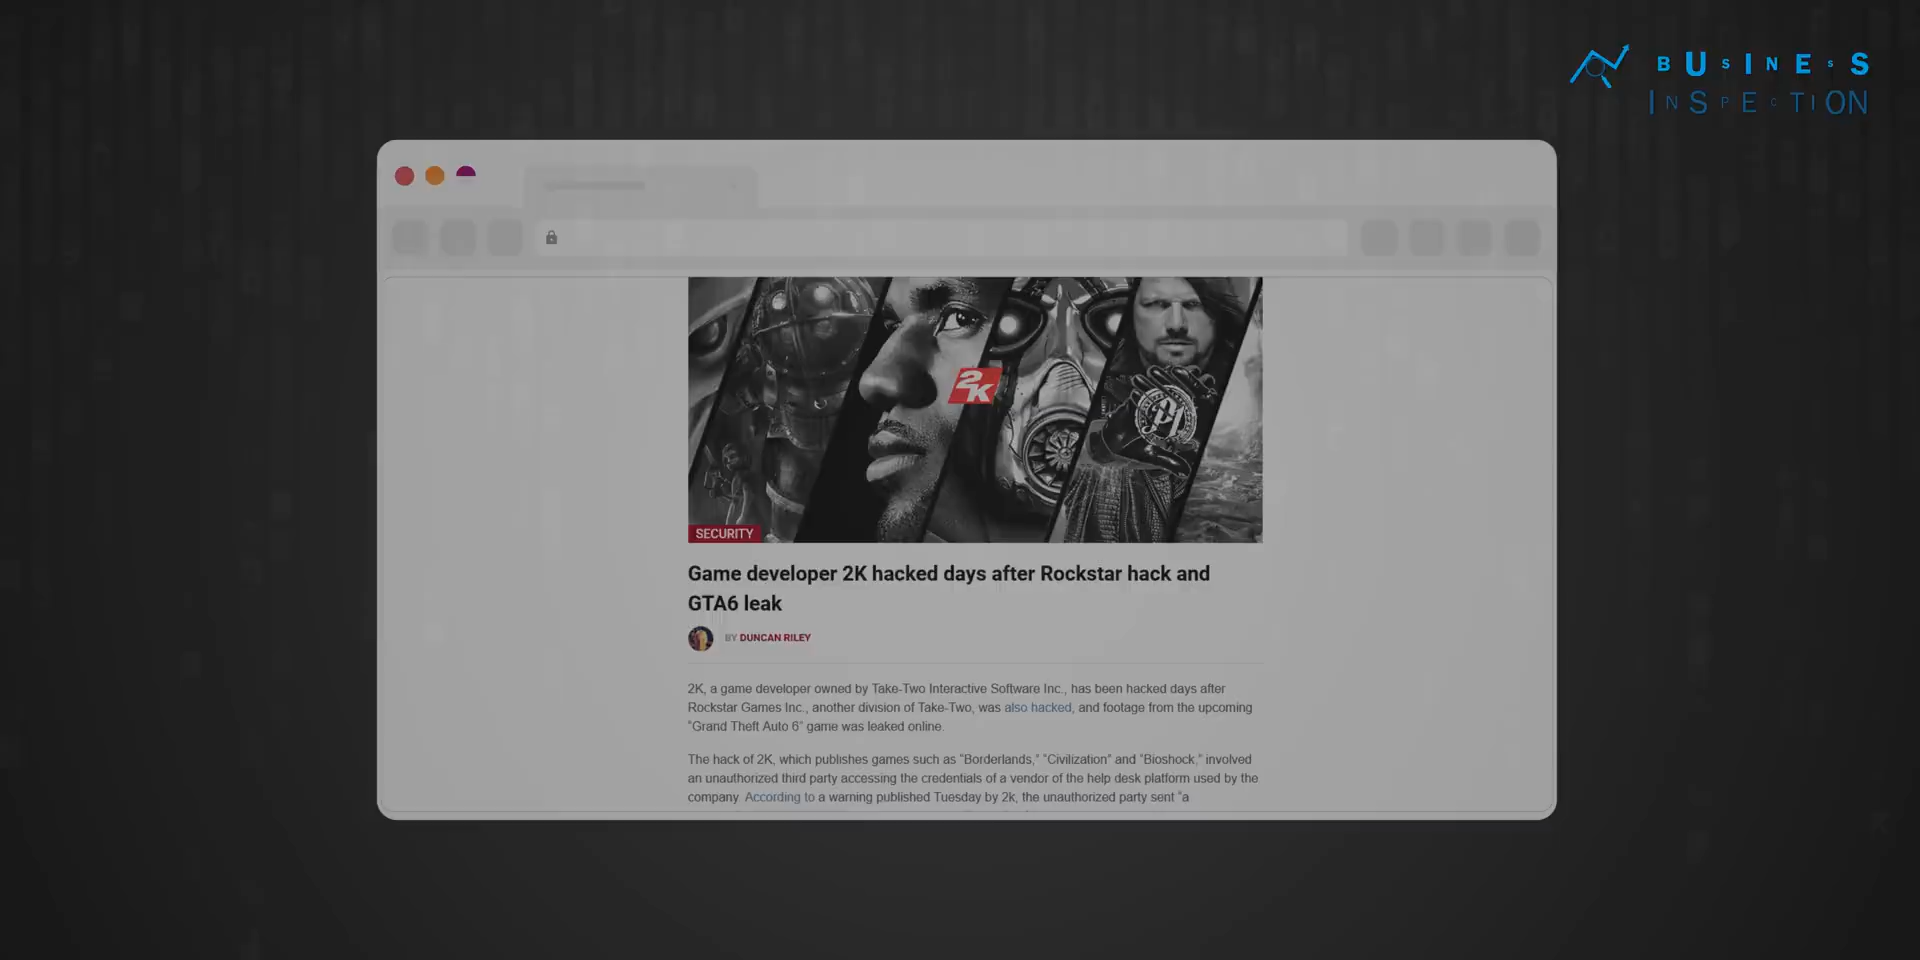 BUSINESS
INSPECTION
2K
SECURITY
Game developer 2K hacked days after Rockstar hack and
GTA6 leak
BY DUNCAN RILEY
2K, a game developer owned by Take-Two Interactive Software Inc., has been hacked days after
Rockstar Games Inc., another division of Take-Two, was also hacked, and footage from the upcoming
“Grand Theft Auto 6” game was leaked online.
The hack of 2K, which publishes games such as “Borderlands,” “Civilization” and “Bioshock,” involved
an unauthorized third party accessing the credentials of a vendor of the help desk platform used by the
company. According to a warning published Tuesday by 2k, the unauthorized party sent “a